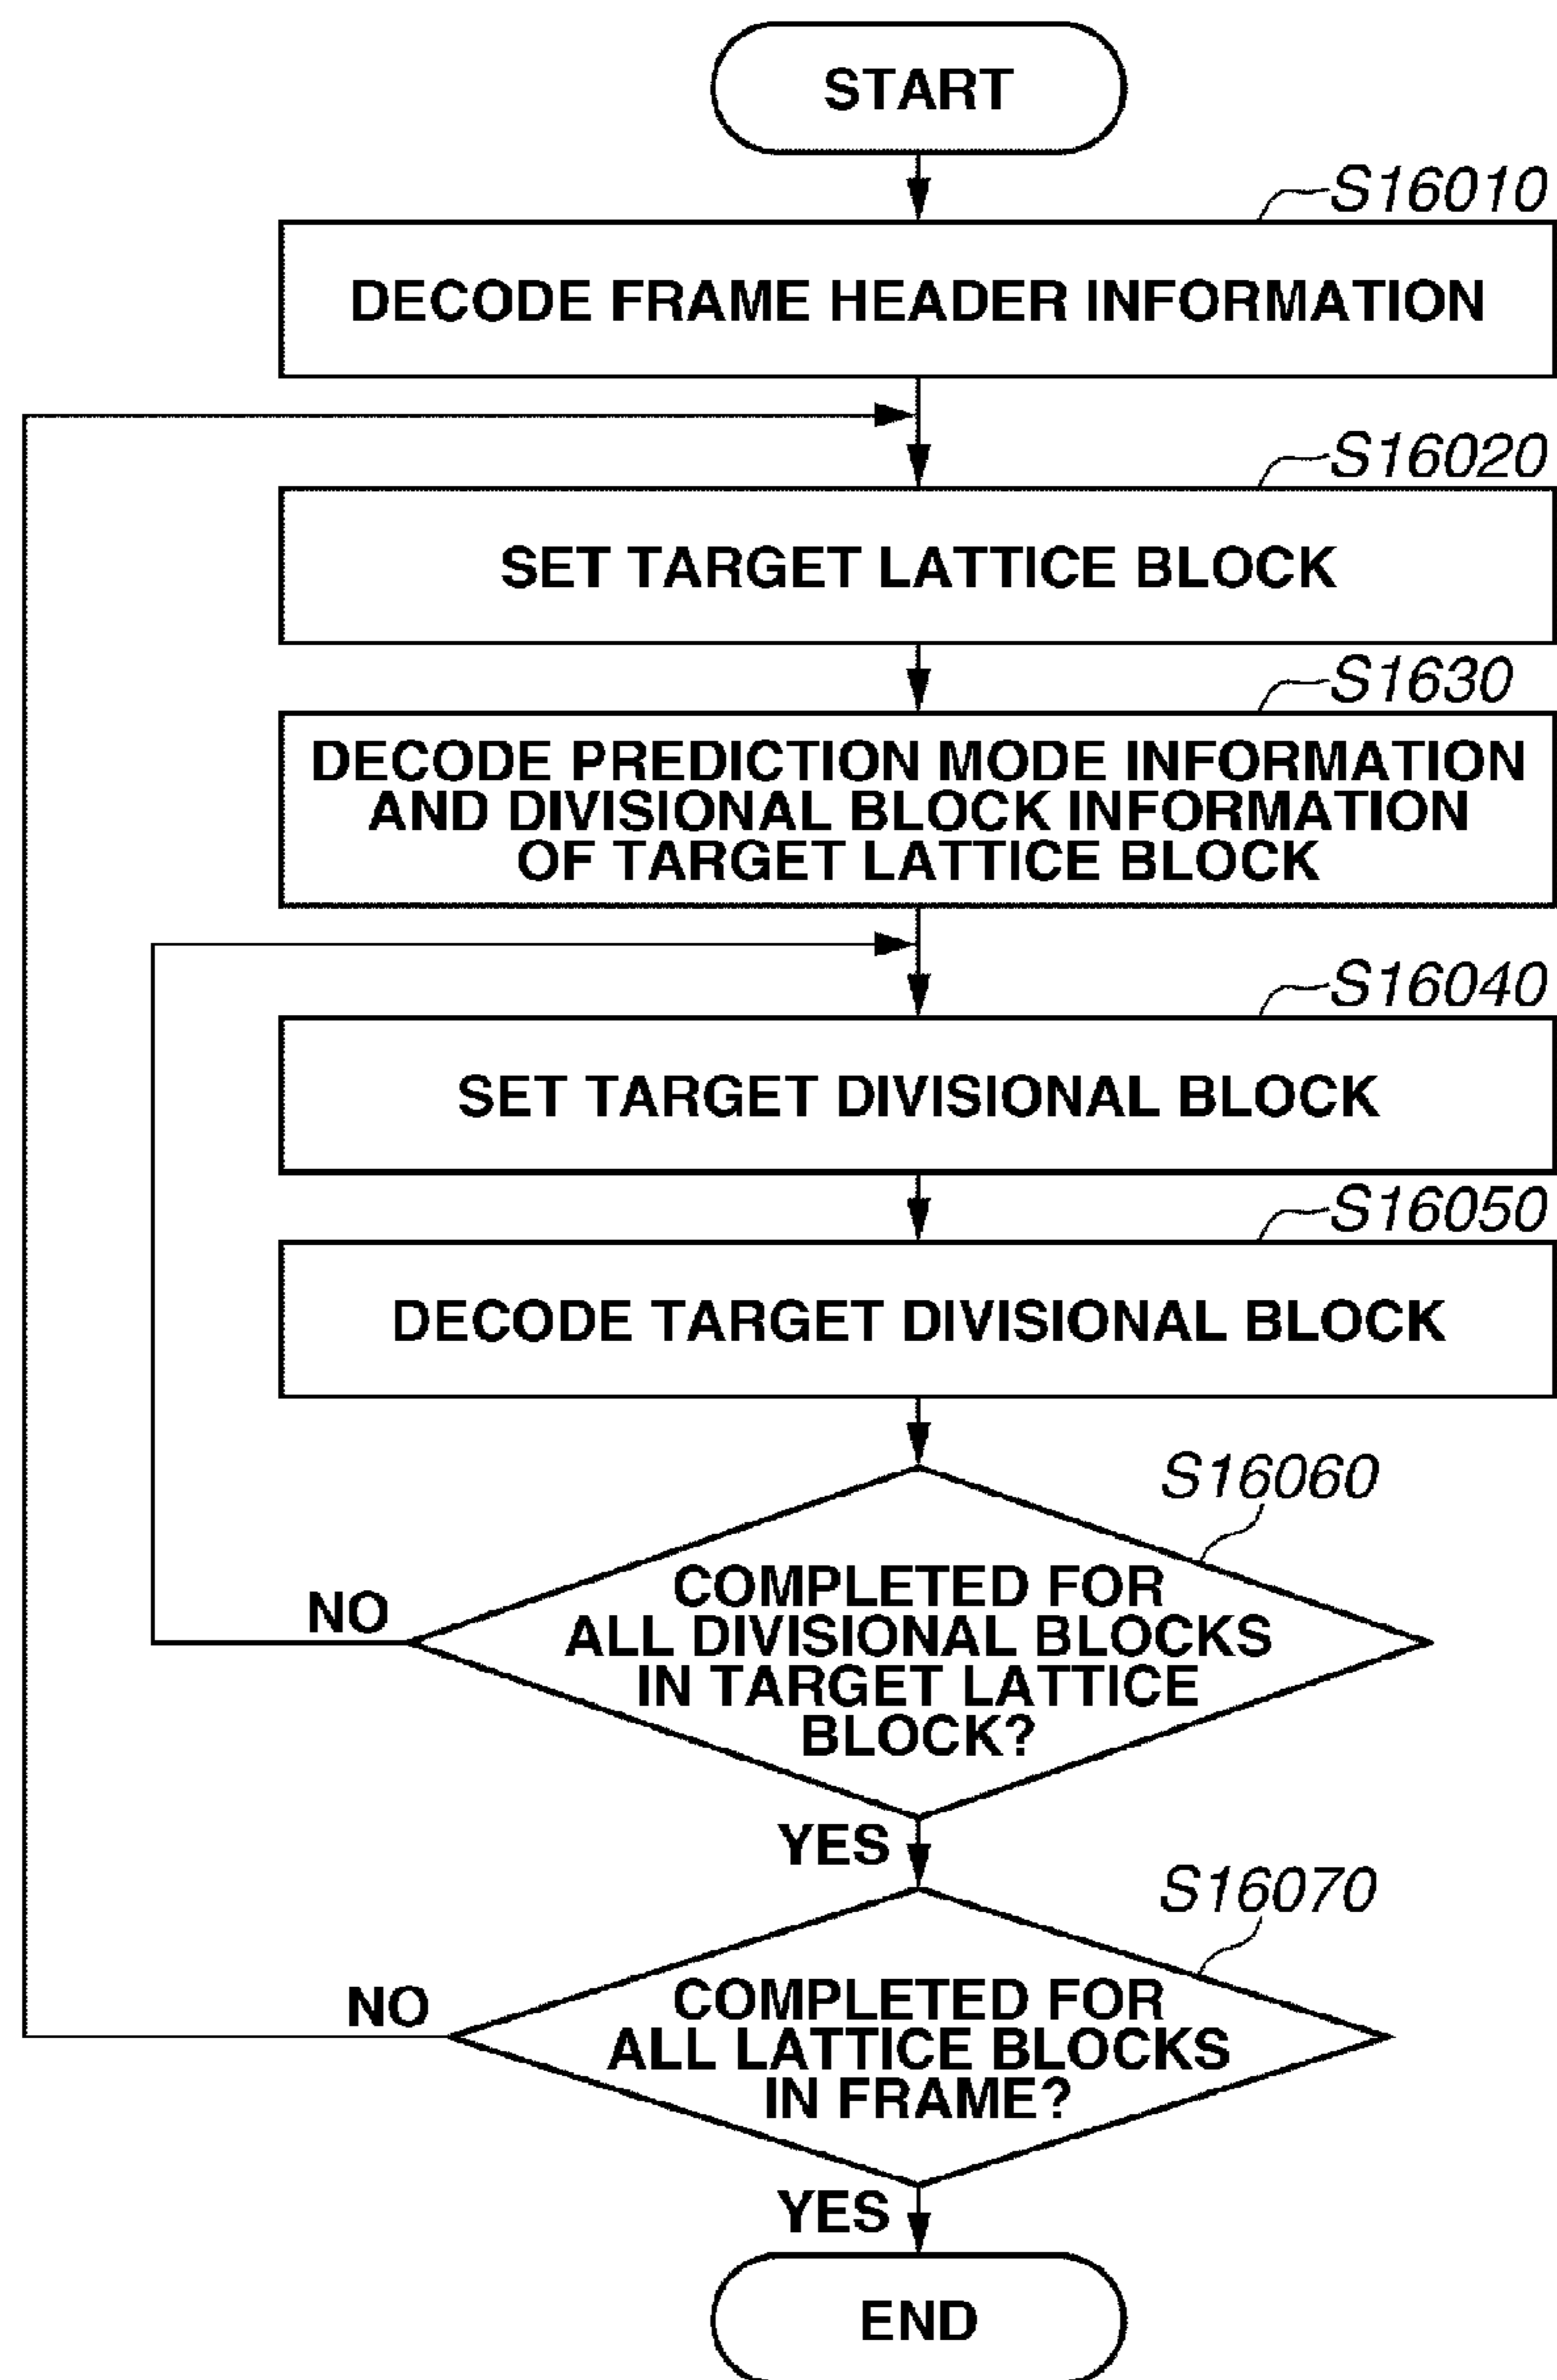 START
S16010
DECODE FRAME HEADER INFORMATION
S16020
SET TARGET LATTICE BLOCK
S1630
DECODE PREDICTION MODE INFORMATION
AND DIVISIONAL BLOCK INFORMATION
OF TARGET LATTICE BLOCK
S16040
SET TARGET DIVISIONAL BLOCK
S16050
DECODE TARGET DIVISIONAL BLOCK
S16060
COMPLETED FOR
ALL DIVISIONAL BLOCKS
IN TARGET LATTICE
BLOCK?
NO
YES
S16070
COMPLETED FOR
ALL LATTICE BLOCKS
IN FRAME?
NO
YES
END